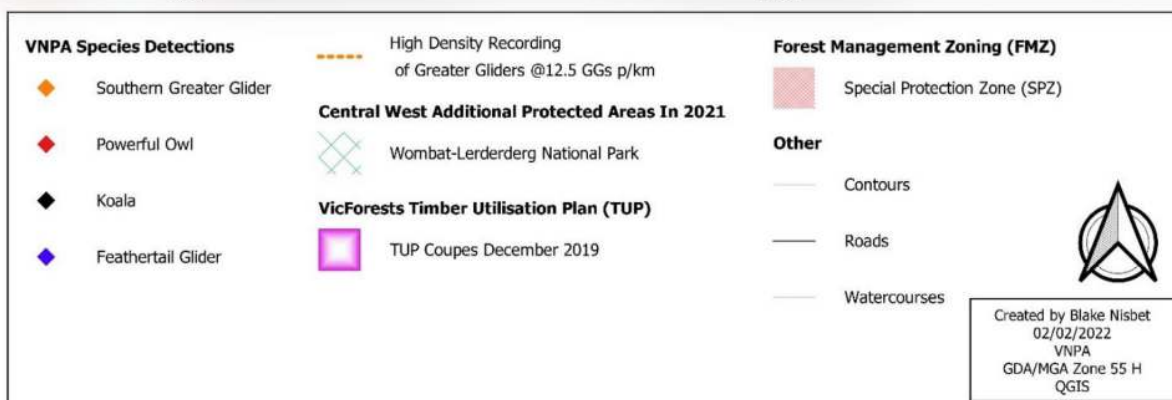 VNPA Species Detections
Southern Greater Glider
Powerful Owl
Koala
Feathertail Glider
High Density Recording
of Greater Gliders @12.5 GGs p/km
Central West Additional Protected Areas In 2021
Wombat-Lerderderg National Park
VicForests Timber Utilisation Plan (TUP)
TUP Coupes December 2019
Forest Management Zoning (FMZ)
Special Protection Zone (SPZ)
Other
Contours
Roads
Watercourses
Created by Blake Nisbet
02/02/2022
VNPA
GDA/MGA Zone 55 H
QGIS